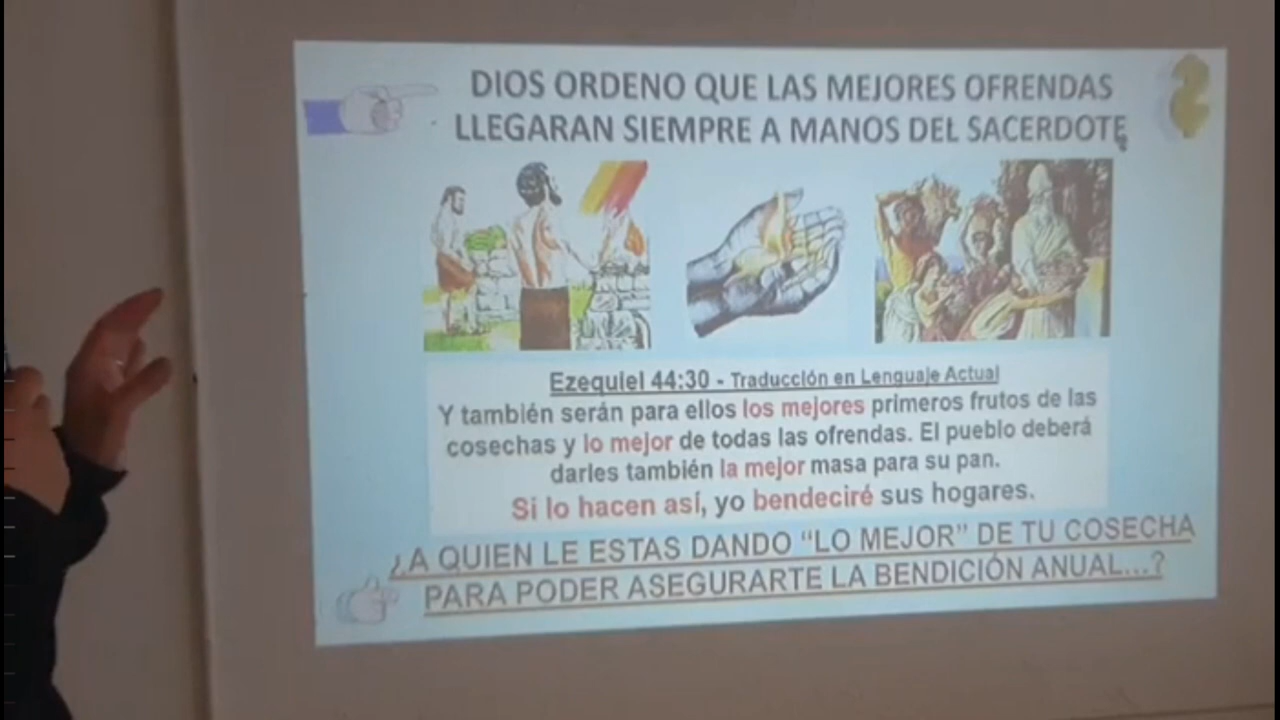 DIOS ORDENO QUE LAS MEJORES OFRENDAS
LLEGARAN SIEMPRE A MANOS DEL SACERDOTE
2
Ezequiel 44:30 - Traducción en Lenguaje Actual
Y también serán para ellos los mejores primeros frutos de las
cosechas y lo mejor de todas las ofrendas. El pueblo deberá
darles también la mejor masa para su pan.
Si lo hacen así, yo bendeciré sus hogares.
¿A QUIEN LE ESTAS DANDO “LO MEJOR” DE TU COSECHA
PARA PODER ASEGURARTE LA BENDICIÓN ANUAL...?